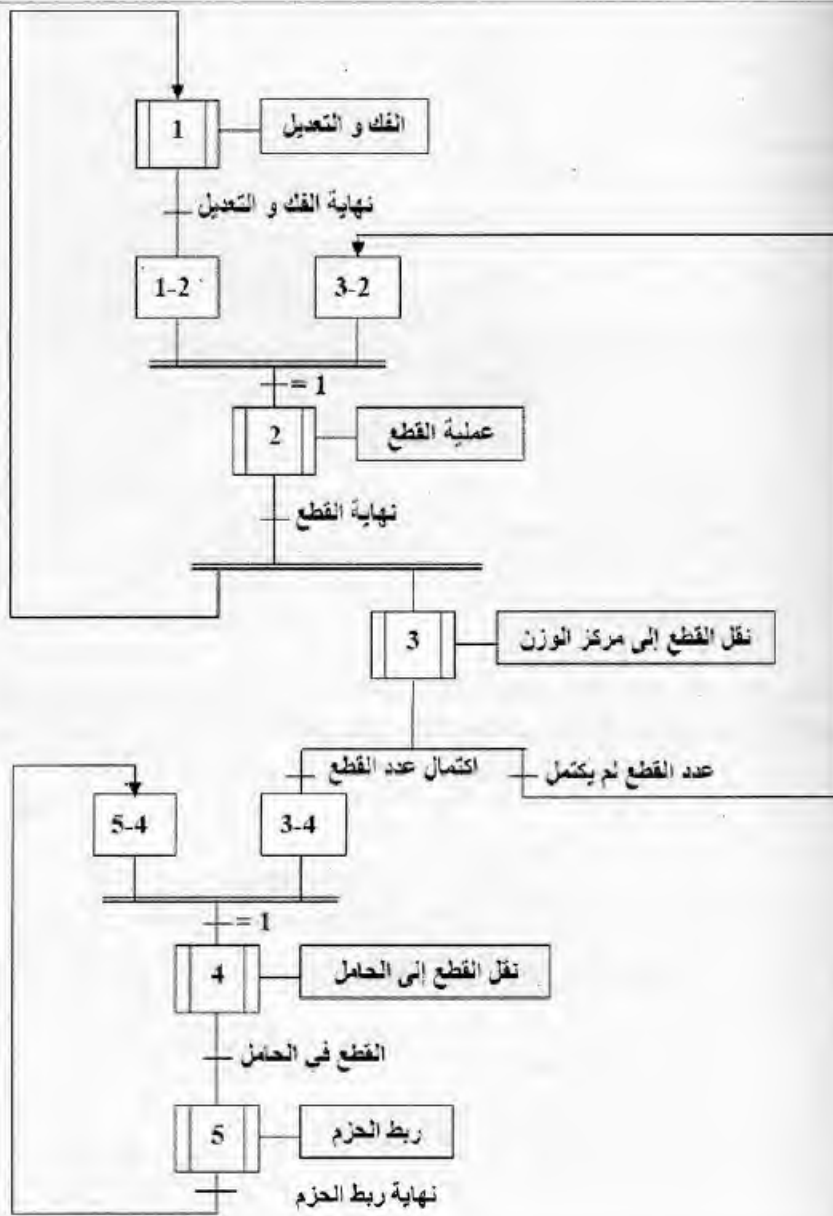 1
الفك و التعديل
نهاية الفك و التعديل
1-2
3-2
= 1
2
عملية القطع
نهاية القطع
3
نقل القطع إلى مركز الوزن
اكتمال عدد القطع
عدد القطع لم يكتمل
5-4
3-4
= 1
4
نقل القطع إلى الحامل
القطع في الحامل
5
ربط الحزم
نهاية ربط الحزم